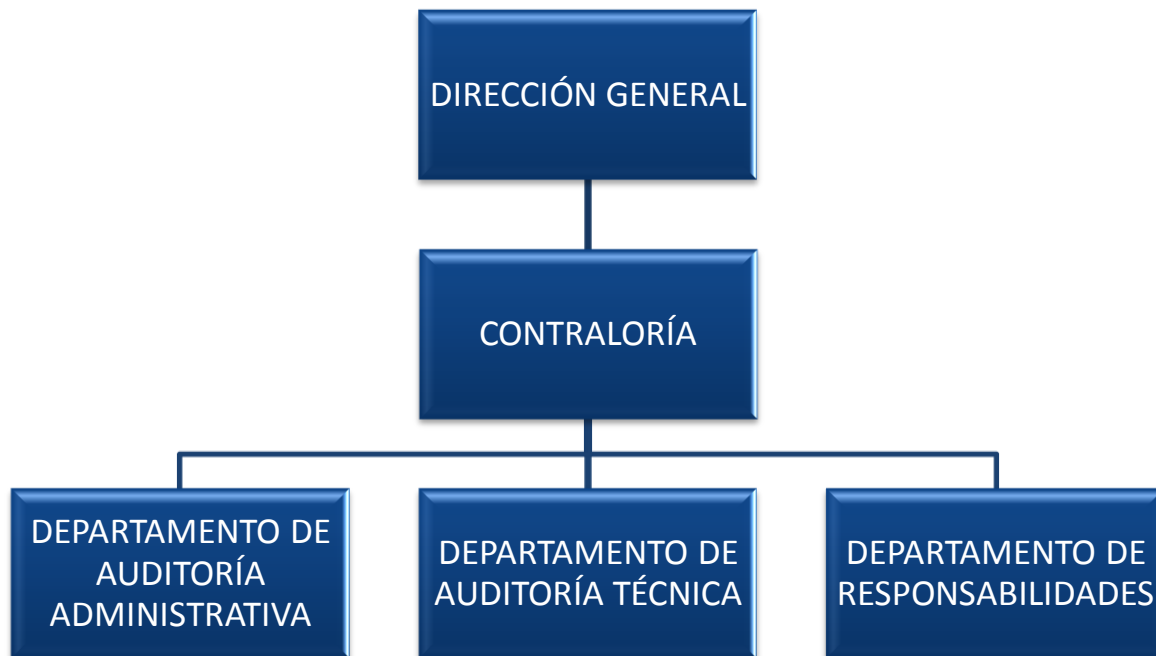 DIRECCIÓN GENERAL
CONTRALORÍA
DEPARTAMENTO DE
AUDITORÍA
ADMINISTRATIVA
DEPARTAMENTO DE
AUDITORÍA TÉCNICA
DEPARTAMENTO DE
RESPONSABILIDADES